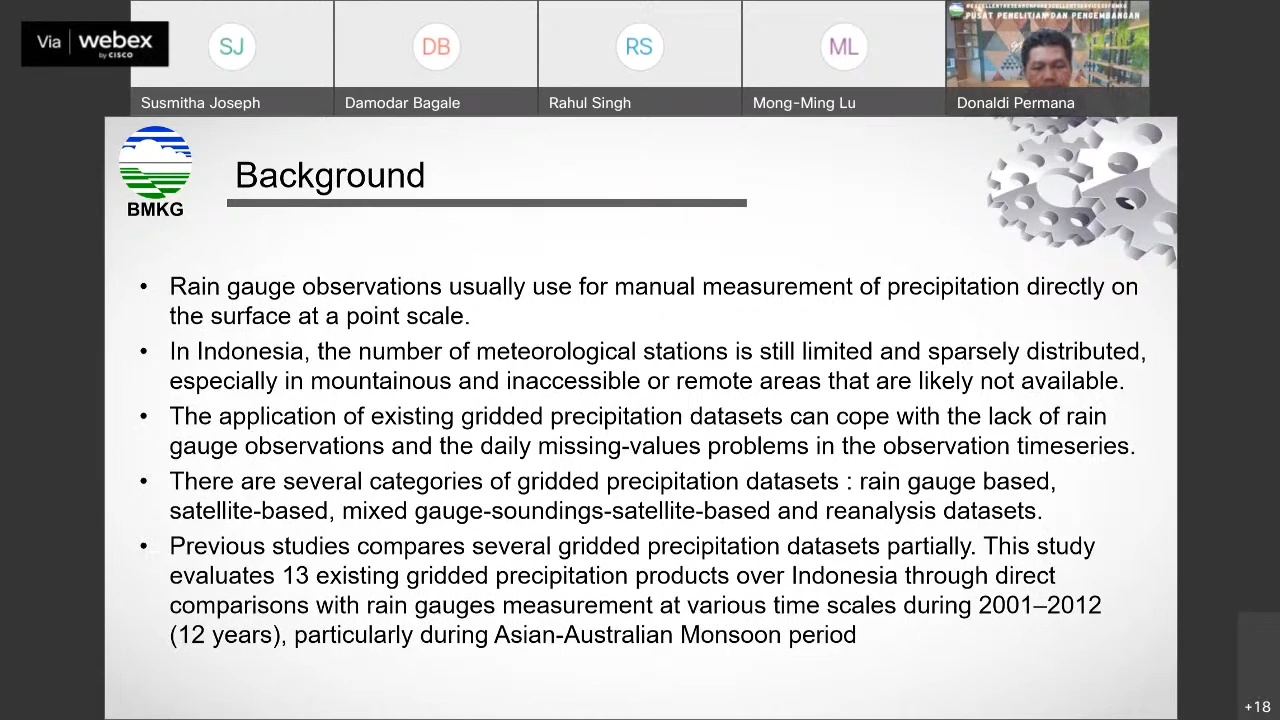 Via webex
by CISCO
SJ
DB
RS
ML
PUSAT PENELITIAN DAN PENGEMBANGAN
Susmitha Joseph
Damodar Bagale
Rahul Singh
Mong-Ming Lu
Donaldi Permana
BMKG
Background
• Rain gauge observations usually use for manual measurement of precipitation directly on
the surface at a point scale.
• In Indonesia, the number of meteorological stations is still limited and sparsely distributed,
especially in mountainous and inaccessible or remote areas that are likely not available.
• The application of existing gridded precipitation datasets can cope with the lack of rain
gauge observations and the daily missing-values problems in the observation timeseries.
• There are several categories of gridded precipitation datasets : rain gauge based,
satellite-based, mixed gauge-soundings-satellite-based and reanalysis datasets.
• Previous studies compares several gridded precipitation datasets partially. This study
evaluates 13 existing gridded precipitation products over Indonesia through direct
comparisons with rain gauges measurement at various time scales during 2001–2012
(12 years), particularly during Asian-Australian Monsoon period
+18